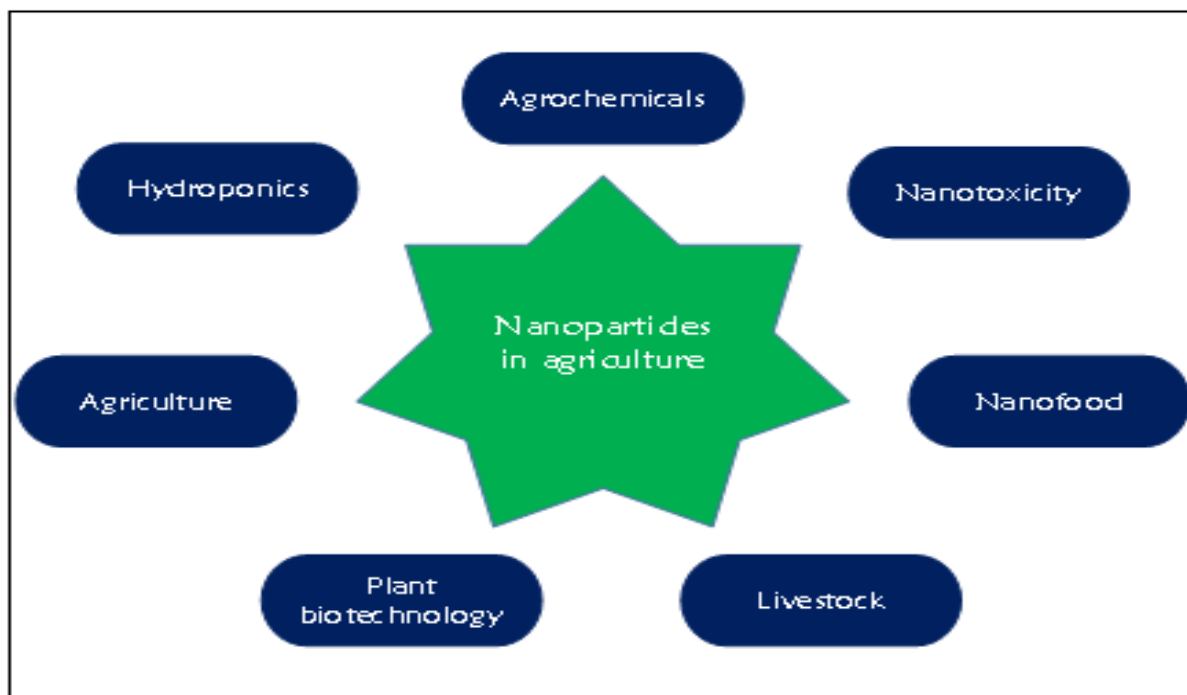 Agrochemicals
Hydroponics
Nanotoxicity
Nanoparticles
in agriculture
Agriculture
Nanofood
Plant
biotechnology
Livestock